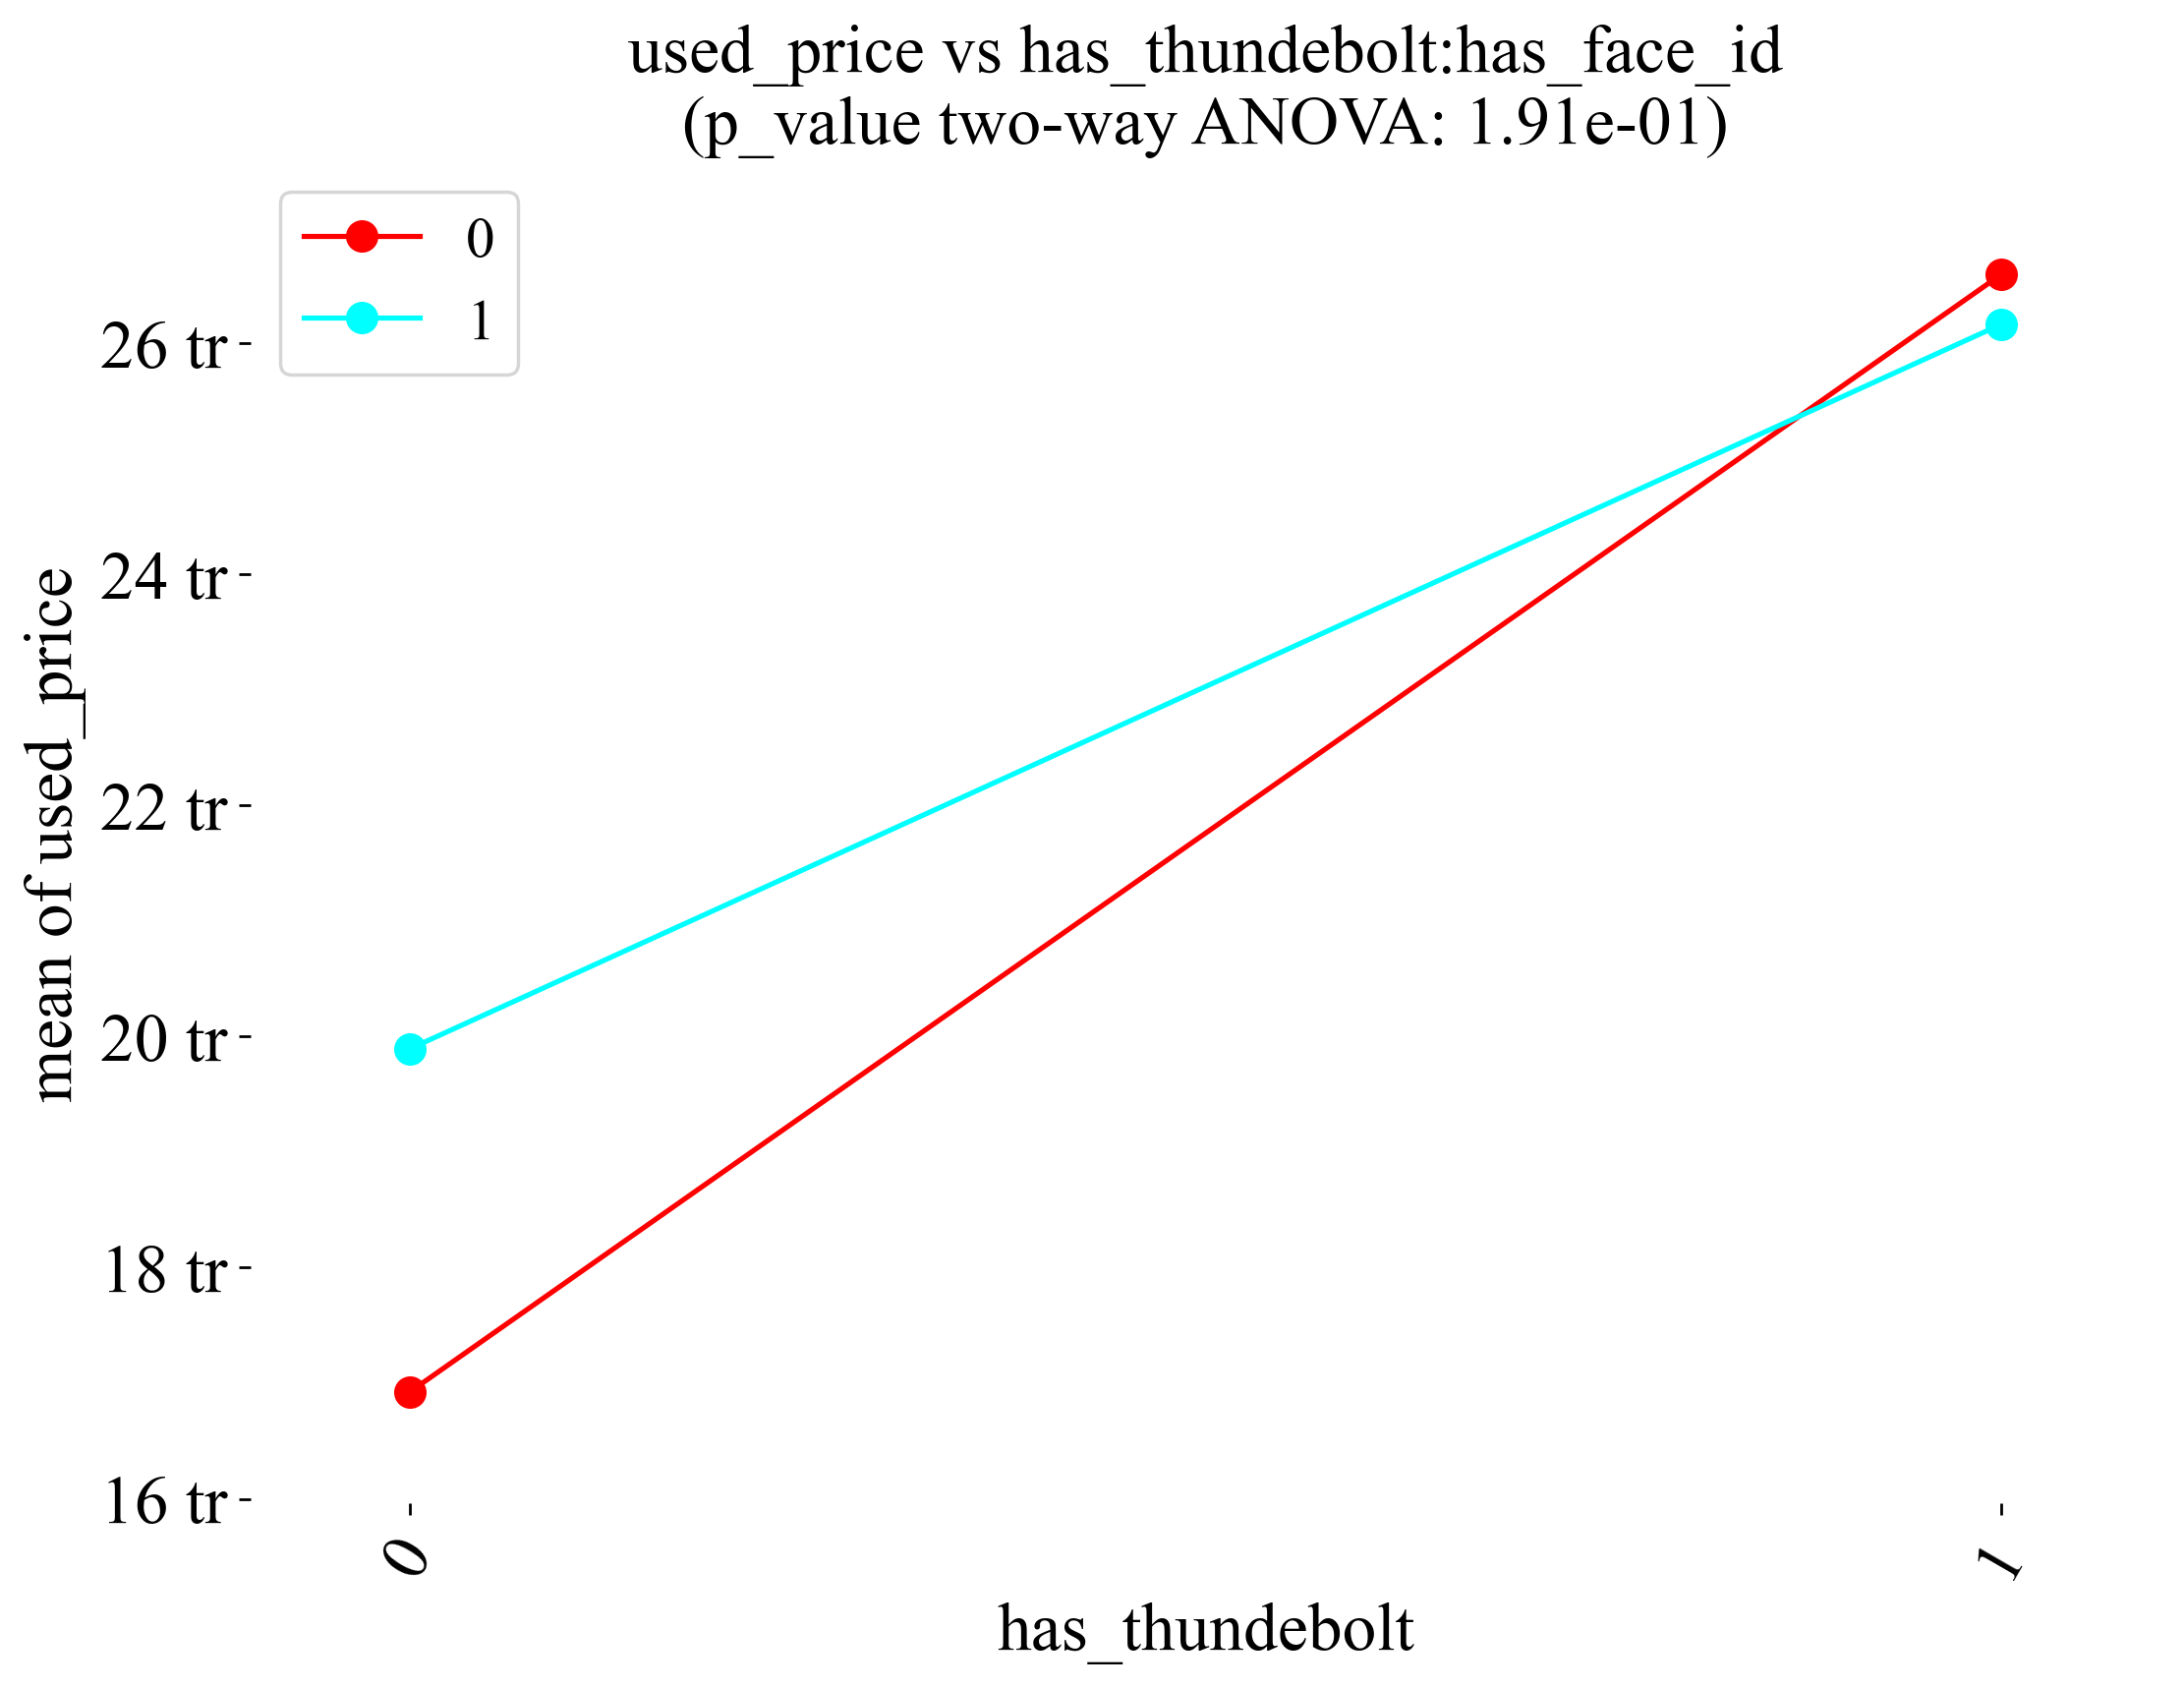 used_price vs has_thundebolt:has_face_id
(p_value two-way ANOVA: 1.91e-01)
0
1
26 tr
24 tr
22 tr
20 tr
18 tr
16 tr
mean of used_price
0
1
has_thundebolt